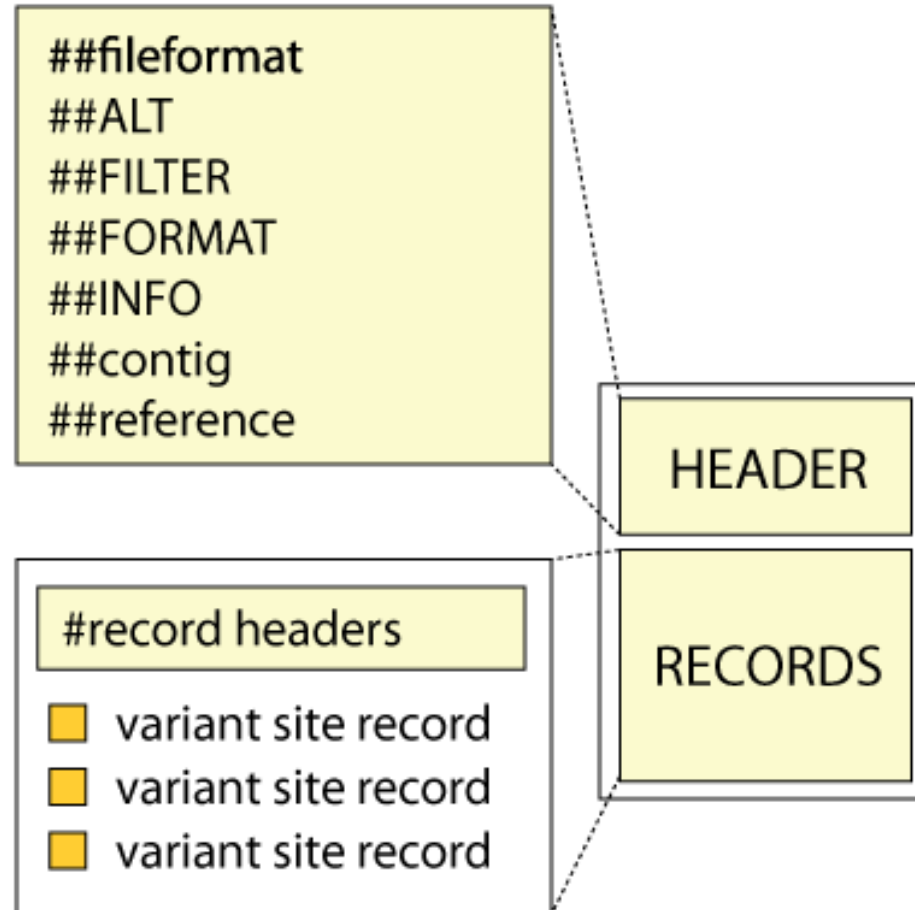 ##fileformat
##ALT
##FILTER
##FORMAT
##INFO
##contig
##reference
HEADER
RECORDS
#record headers
variant site record
variant site record
variant site record